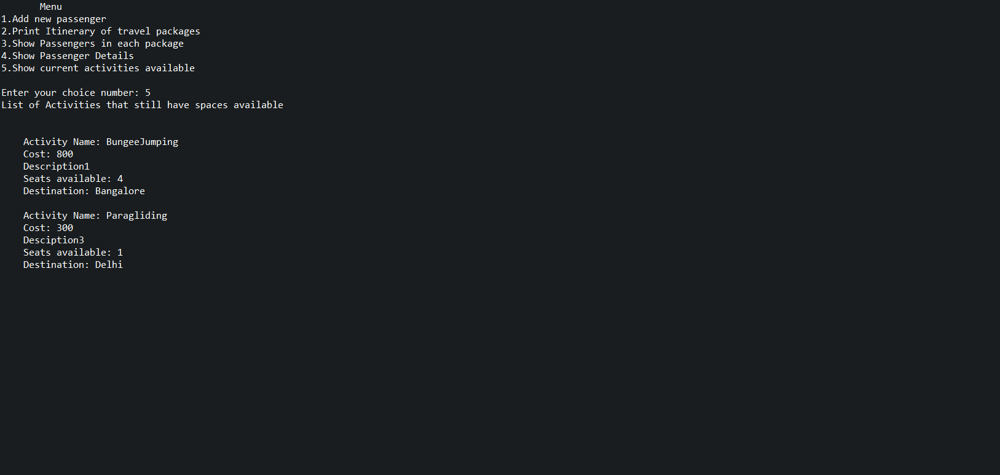 Menu
1.Add new passenger
2.Print Itinerary of travel packages
3.Show Passengers in each package
4.Show Passenger Details
5.Show current activities available
Enter your choice number: 5
List of Activities that still have spaces available
Activity Name: BungeeJumping
Cost: 800
Description1
Seats available: 4
Destination: Bangalore
Activity Name: Paragliding
Cost: 300
Desciption3
Seats available: 1
Destination: Delhi